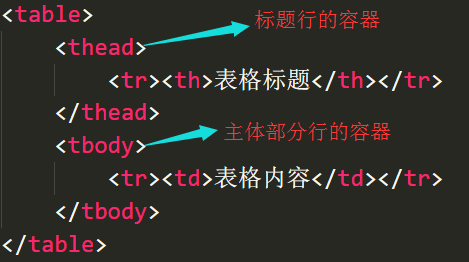 <table>
<thead> 标题行的容器
<tr><th>表格标题</th></tr>
</thead>
<tbody> 主体部分行的容器
<tr><td>表格内容</td></tr>
</tbody>
</table>